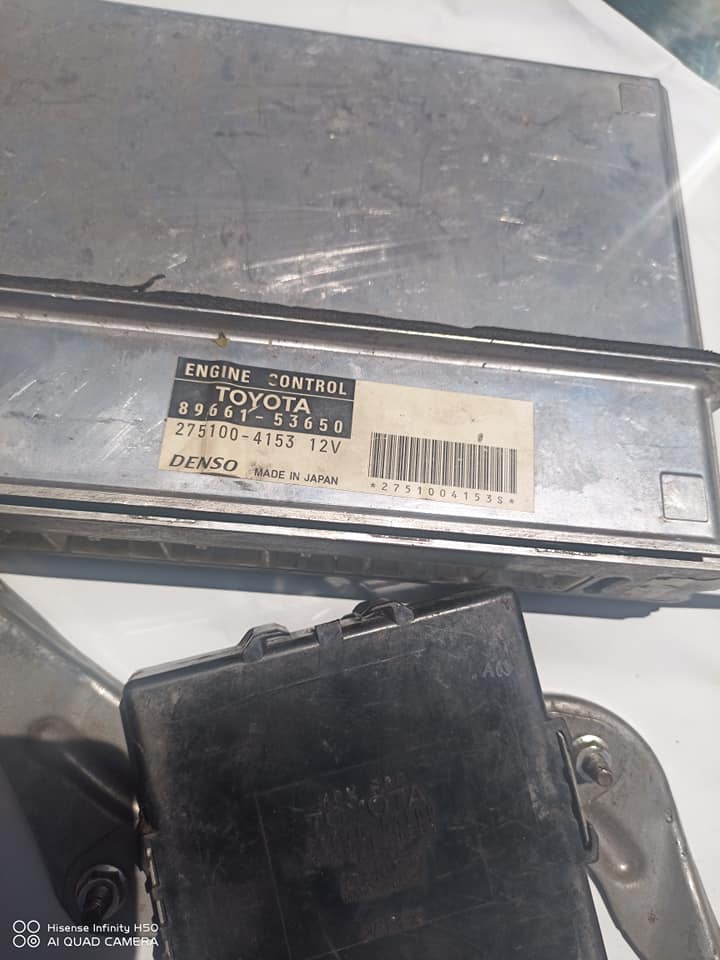 ENGINE CONTROL
TOYOTA
89661-53650
275100-4153 12V
DENSO MADE IN JAPAN
*2751004153S*
TOYOTA
Hisense Infinity H50
AI QUAD CAMERA